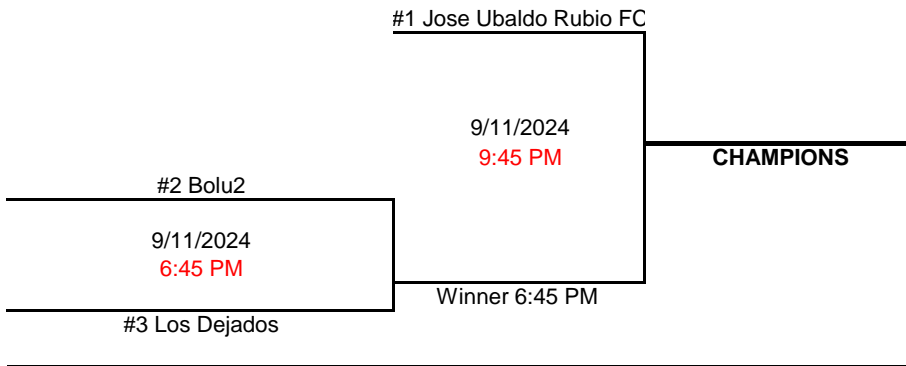 #1 Jose Ubaldo Rubio FC
9/11/2024
9:45 PM
CHAMPIONS
#2 Bolu2
9/11/2024
6:45 PM
Winner 6:45 PM
#3 Los Dejados